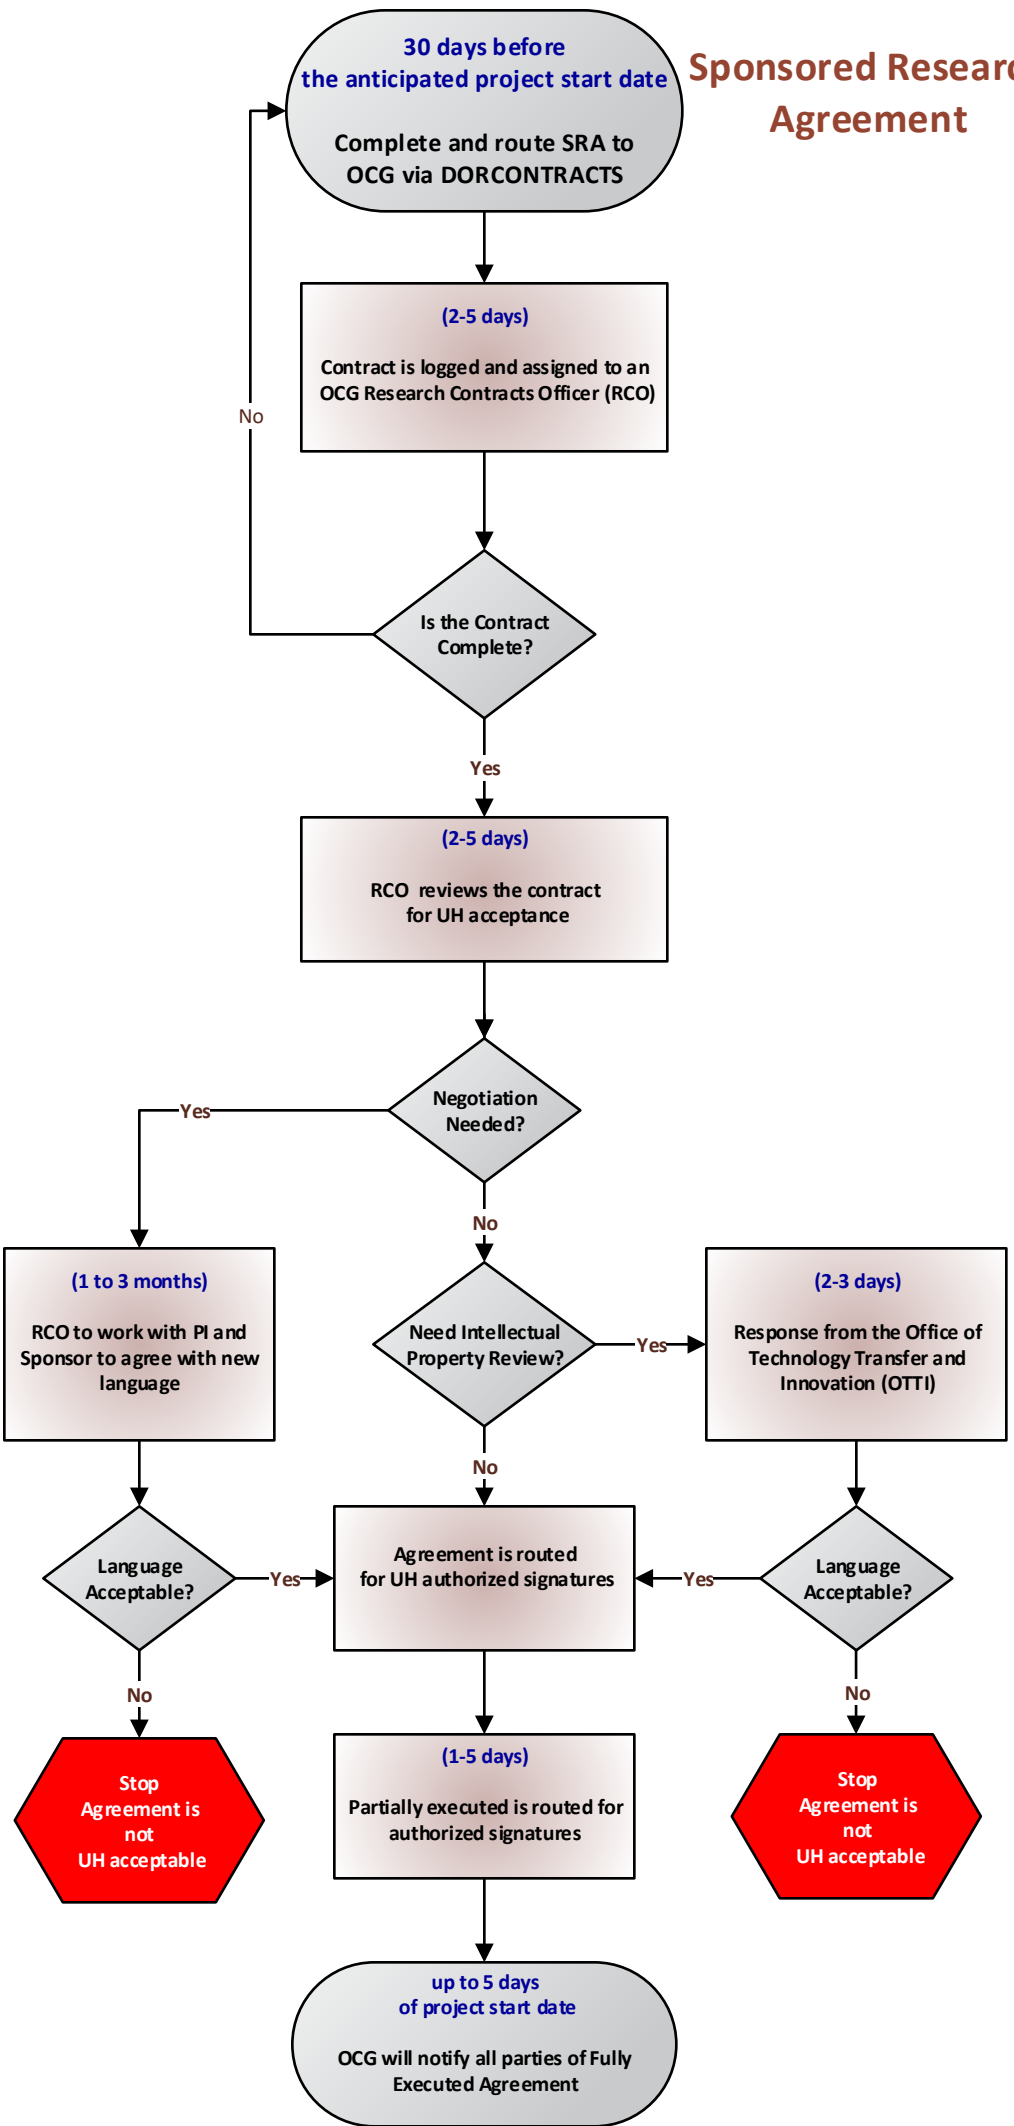 30 days before
the anticipated project start date
Complete and route SRA to
OCG via DORCONTRACTS
Sponsored Researc
Agreement
(2-5 days)
Contract is logged and assigned to an
OCG Research Contracts Officer (RCO)
No
Is the Contract
Complete?
Yes
(2-5 days)
RCO reviews the contract
for UH acceptance
Negotiation
Needed?
Yes
No
(1 to 3 months)
RCO to work with PI and
Sponsor to agree with new
language
Need Intellectual
Property Review?
Yes
(2-3 days)
Response from the Office of
Technology Transfer and
Innovation (OTTI)
No
Language
Acceptable?
Yes
Agreement is routed
for UH authorized signatures
Yes
Language
Acceptable?
No
No
Stop
Agreement is
not
UH acceptable
(1-5 days)
Partially executed is routed for
authorized signatures
Stop
Agreement is
not
UH acceptable
up to 5 days
of project start date
OCG will notify all parties of Fully
Executed Agreement